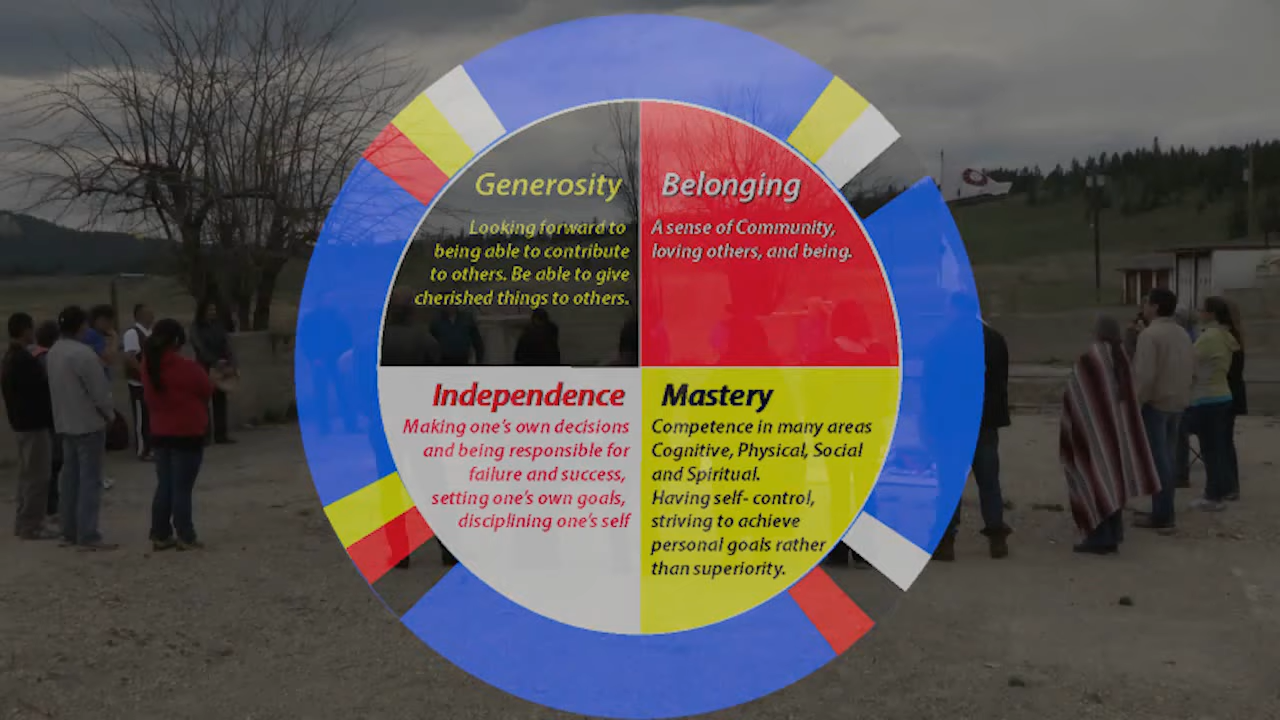 Generosity
Looking forward to
being able to contribute
to others. Be able to give
cherished things to others.
Belonging
A sense of Community,
loving others, and being.
Independence
Making one's own decisions
and being responsible for
failure and success,
setting one's own goals,
disciplining one's self
Mastery
Competence in many areas
Cognitive, Physical, Social
and Spiritual.
Having self- control,
striving to achieve
personal goals rather
than superiority.